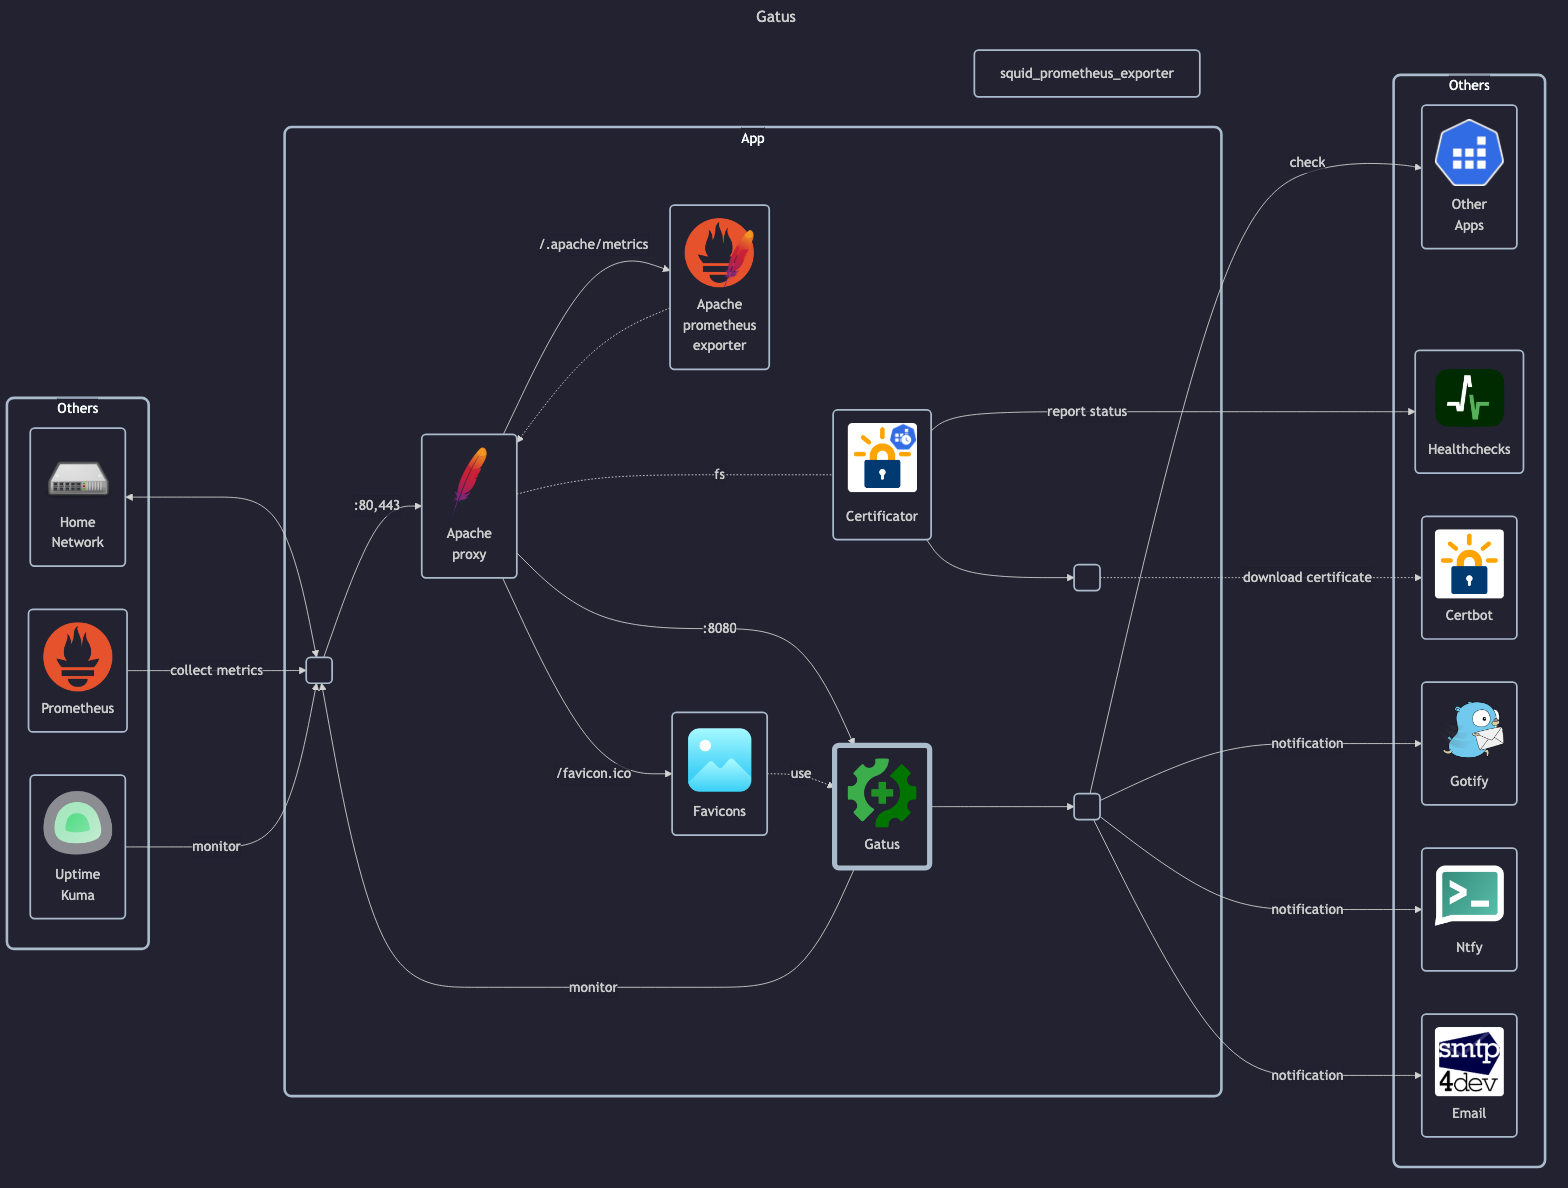 Gatus
squid_prometheus_exporter
Others
App
check
Other
Apps
/.apache/metrics
Apache
prometheus
exporter
Others
Home
Network
:80,443
Apache
proxy
fs
Certificator
report status
Healthchecks
download certificate
Certbot
Prometheus
collect metrics
:8080
/favicon.ico
Favicons
use
Gatus
notification
Gotify
Uptime
Kuma
monitor
notification
Ntfy
monitor
notification
smtp
4dev
Email